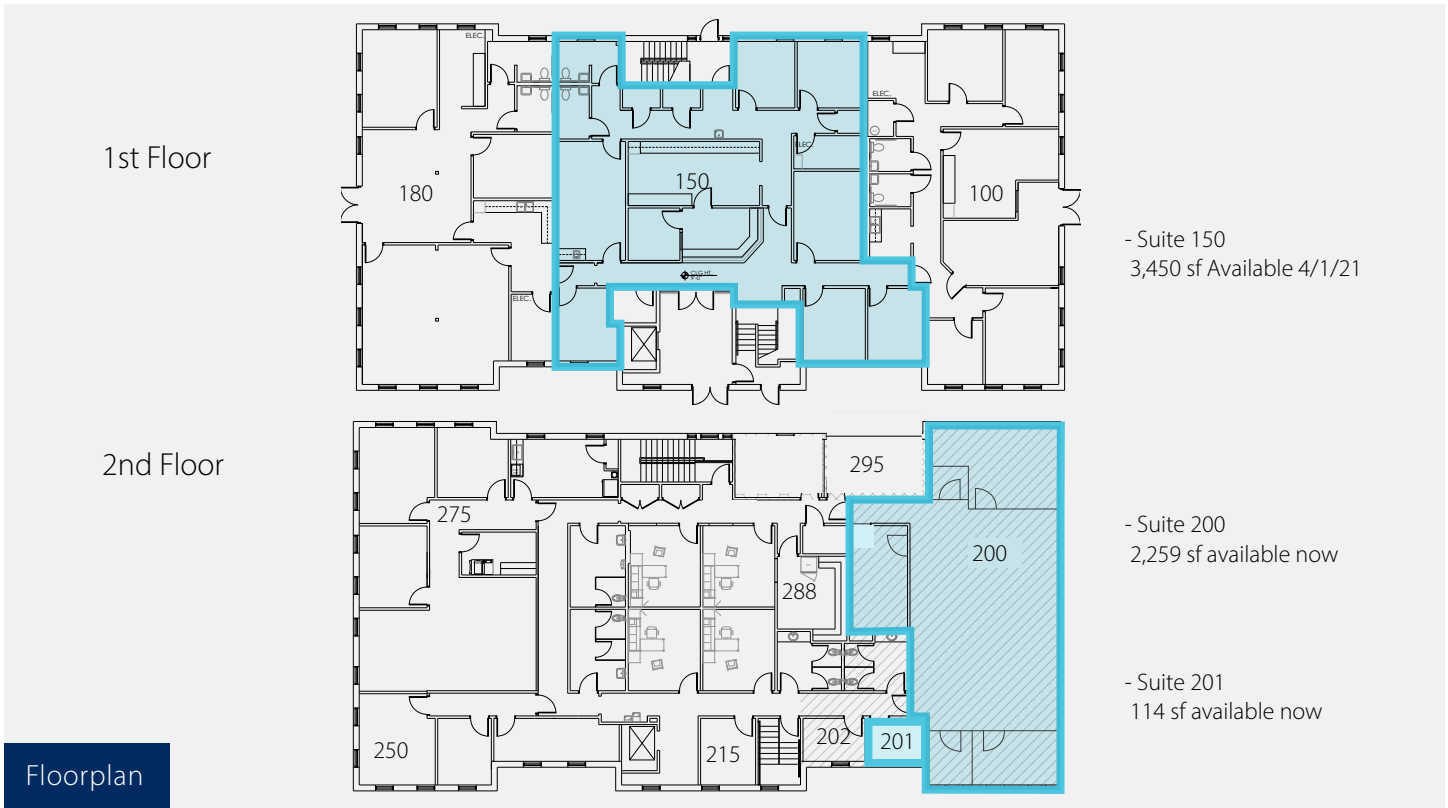 1st Floor
ELEC.
ELEC.
ELEC.
180
150
100
ELEC.
CLG HT.
- Suite 150
3,450 sf Available 4/1/21
2nd Floor
295
275
200
288
- Suite 200
2,259 sf available now
- Suite 201
114 sf available now
250
215
202
201
Floorplan